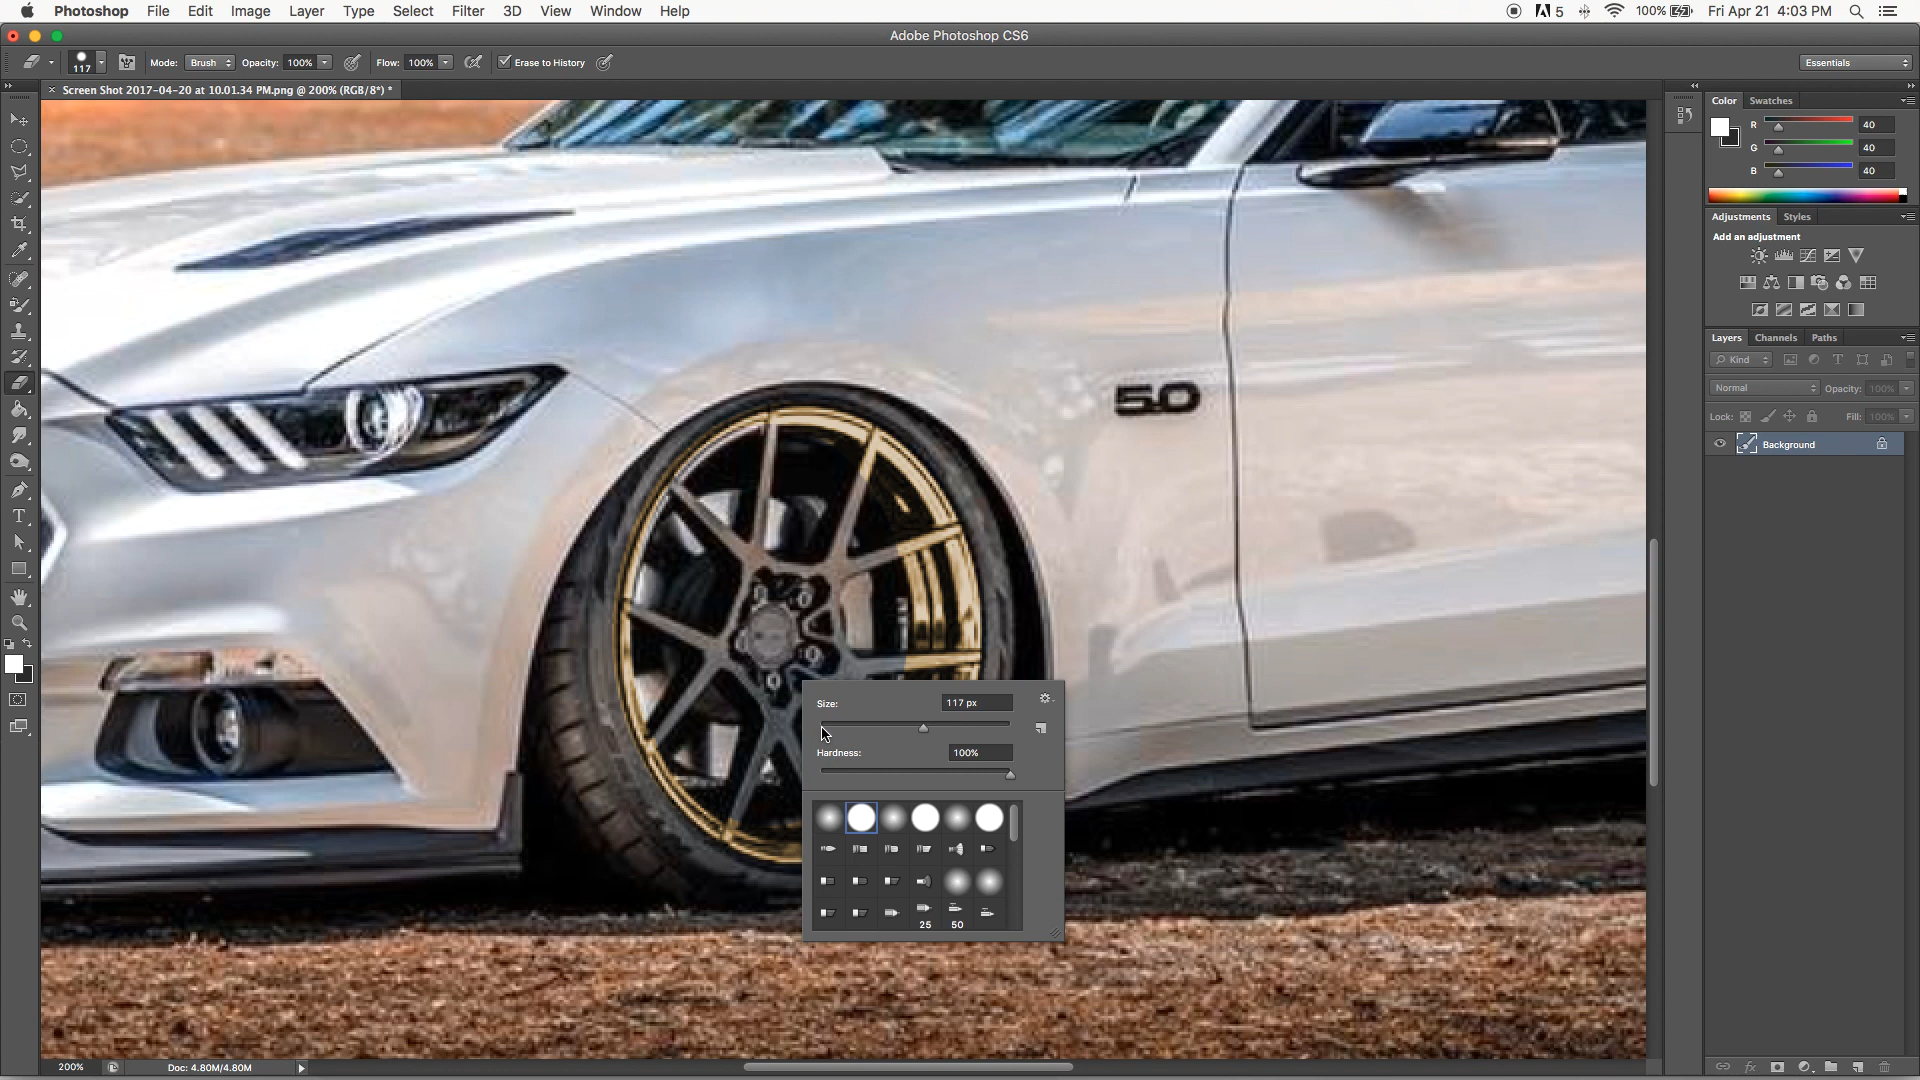 Photoshop File Edit Image Layer Type Select Filter 3D View Window Help 5 100% Fri Apr 21 4:03 PM
Adobe Photoshop CS6
117 Mode: Brush Opacity: 100% Flow: 100% Erase to History Essentials
Screen Shot 2017-04-20 at 10.01.34 PM.png @ 200% (RGB/8*) *
Color Swatches
R 40
G 40
B 40
Adjustments Styles
Add an adjustment
Layers Channels Paths
Kind
Normal Opacity: 100%
Lock: Fill: 100%
Background
5.0
Size: 117 px
Hardness: 100%
25 50
200% Doc: 4.80M/4.80M